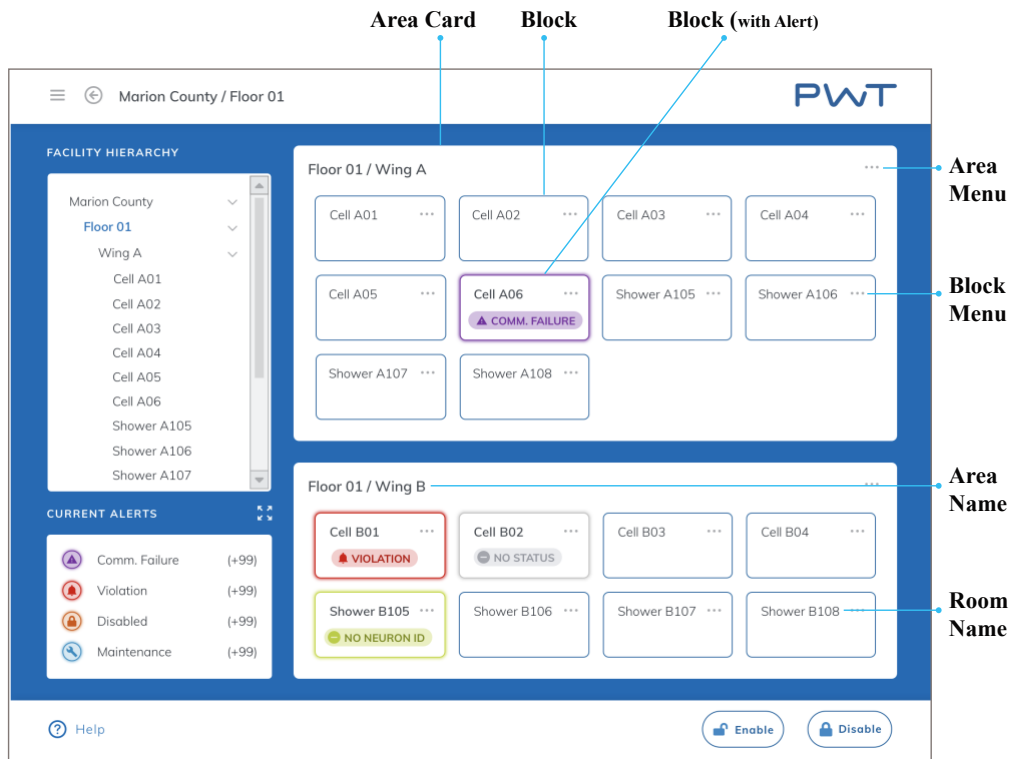 Area Card Block Block (with Alert)
Marion County / Floor 01
PWT
FACILITY HIERARCHY
Marion County
Floor 01
Wing A
Cell A01
Cell A02
Cell A03
Cell A04
Cell A05
Cell A06
Shower A105
Shower A106
Shower A107
CURRENT ALERTS
Comm. Failure (+99)
Violation (+99)
Disabled (+99)
Maintenance (+99)
Floor 01 / Wing A
Cell A01 Cell A02 Cell A03 Cell A04
Cell A05 Cell A06 Shower A105 Shower A106
COMM. FAILURE
Shower A107 Shower A108
Floor 01 / Wing B
Cell B01 Cell B02 Cell B03 Cell B04
VIOLATION NO STATUS
Shower B105 Shower B106 Shower B107 Shower B108
NO NEURON ID
Area
Menu
Block
Menu
Area
Name
Room
Name
Help
Enable Disable